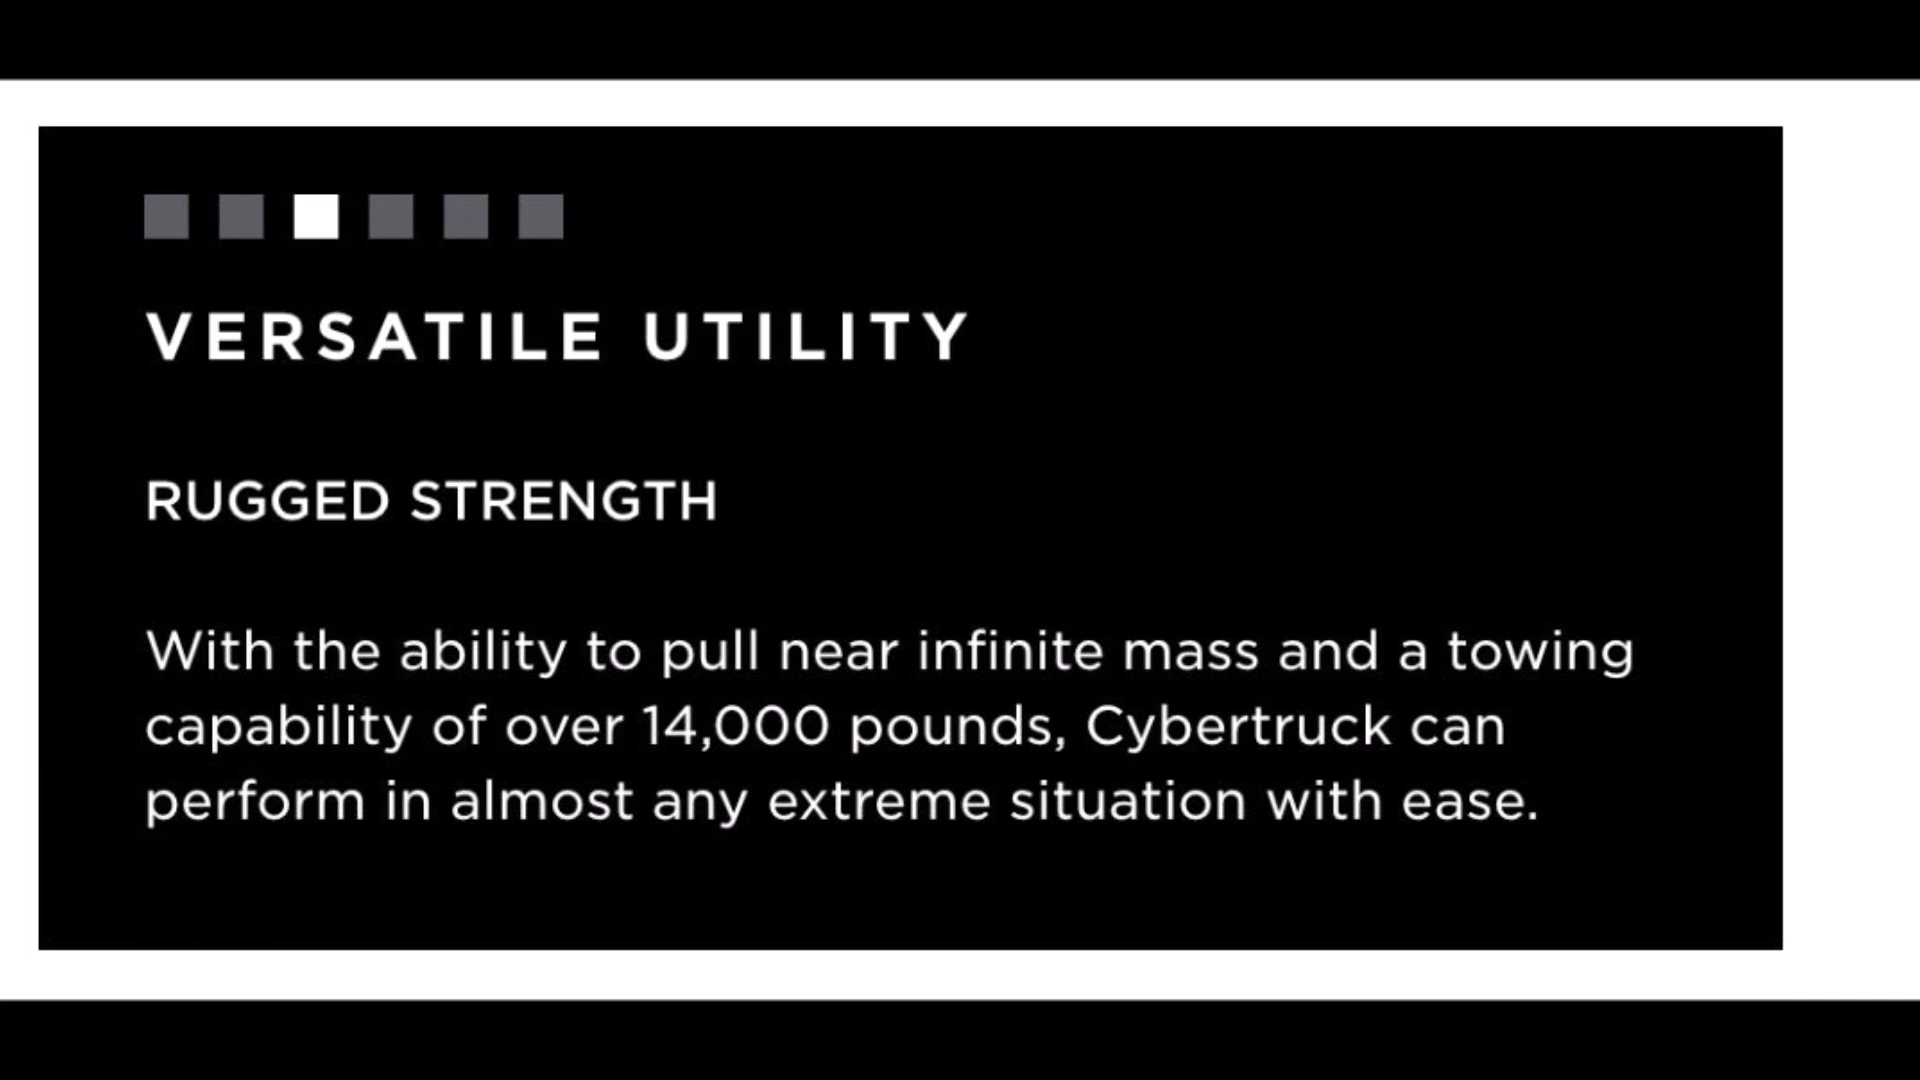 VERSATILE UTILITY
RUGGED STRENGTH
With the ability to pull near infinite mass and a towing
capability of over 14,000 pounds, Cybertruck can
perform in almost any extreme situation with ease.